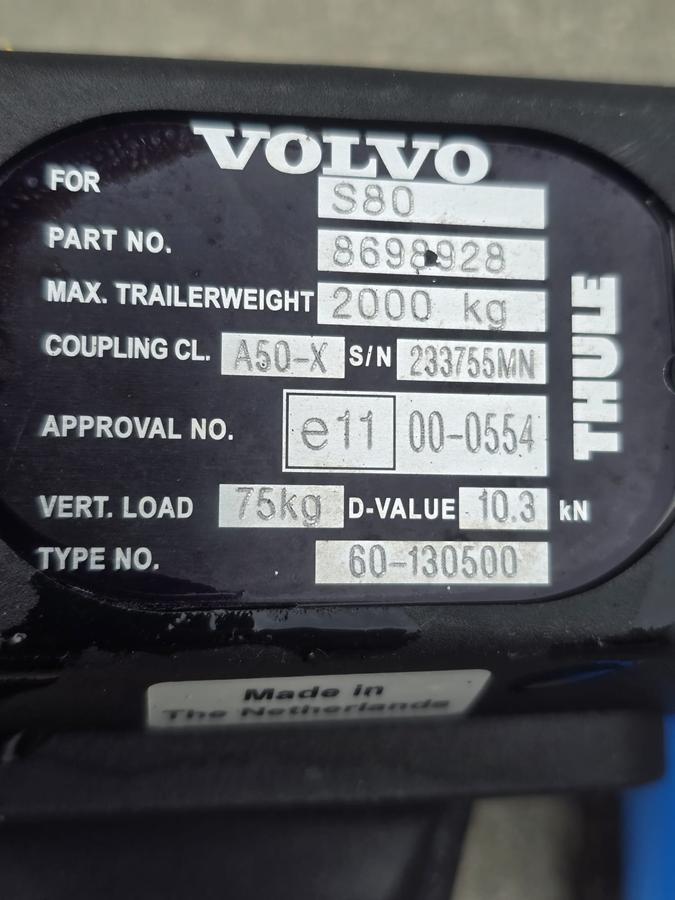 VOLVO
FOR S80
PART NO. 8698928
MAX. TRAILERWEIGHT 2000 kg
COUPLING CL. A50-X S/N 233755MN
APPROVAL NO. e11 00-0554
VERT. LOAD 75kg D-VALUE 10.3 kN
TYPE NO. 60-130500
THULE
Made in
The Netherlands